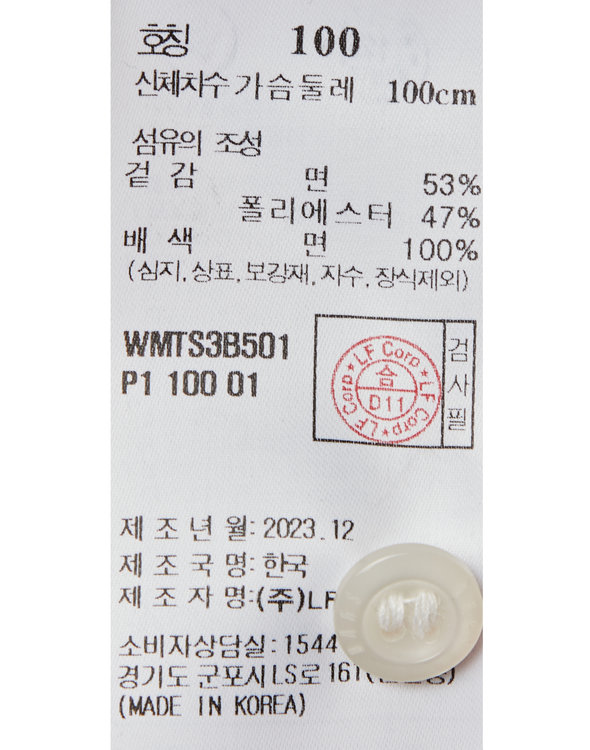 호칭 100
신체치수 가슴둘레 100cm
섬유의 조성
겉감 면 53%
폴리에스터 47%
배색 면 100%
(심지, 상표, 보강재, 자수, 장식제외)
WMTS3B501
P1 100 01
LF Corp ★ LF Corp ★ LF Corp ★
숨
D11
검사필
제조년월: 2023.12
제조국명: 한국
제조자명: (주)LF
소비자상담실: 1544
경기도 군포시 LS로 161(
(MADE IN KOREA)